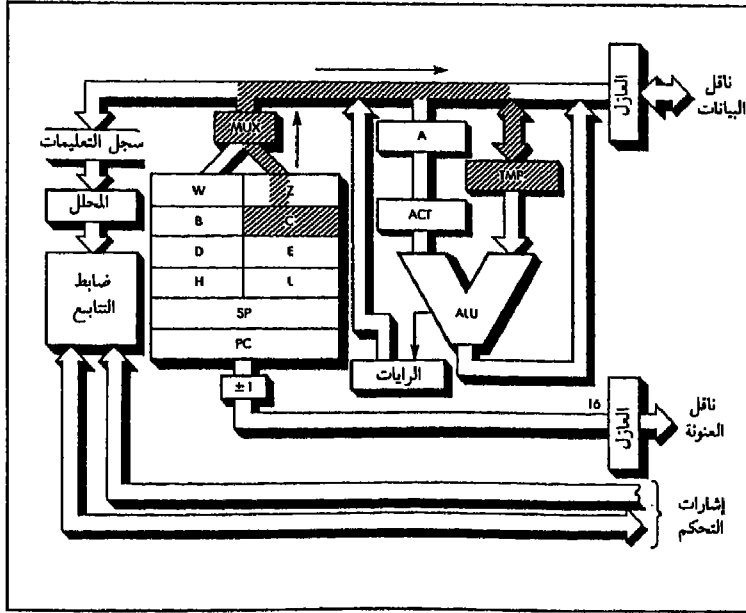 ناقل
البيانات
العازل
سجل التعليمات
المحلل
ضابط
التتابع
MUX
W Z
B C
D E
H L
SP
PC
±1
A
ACT
TMP
ALU
الرايات
16
العازل
ناقل
العنونة
إشارات
التحكم